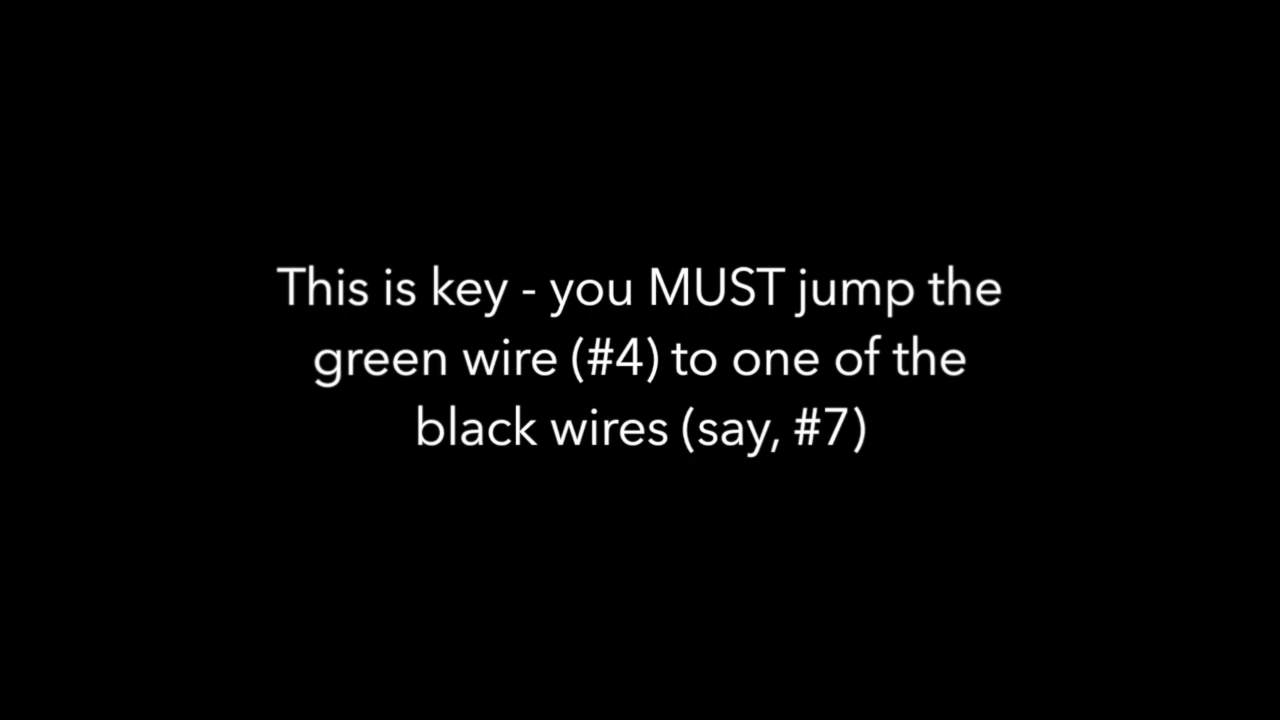 This is key - you MUST jump the
green wire (#4) to one of the
black wires (say, #7)